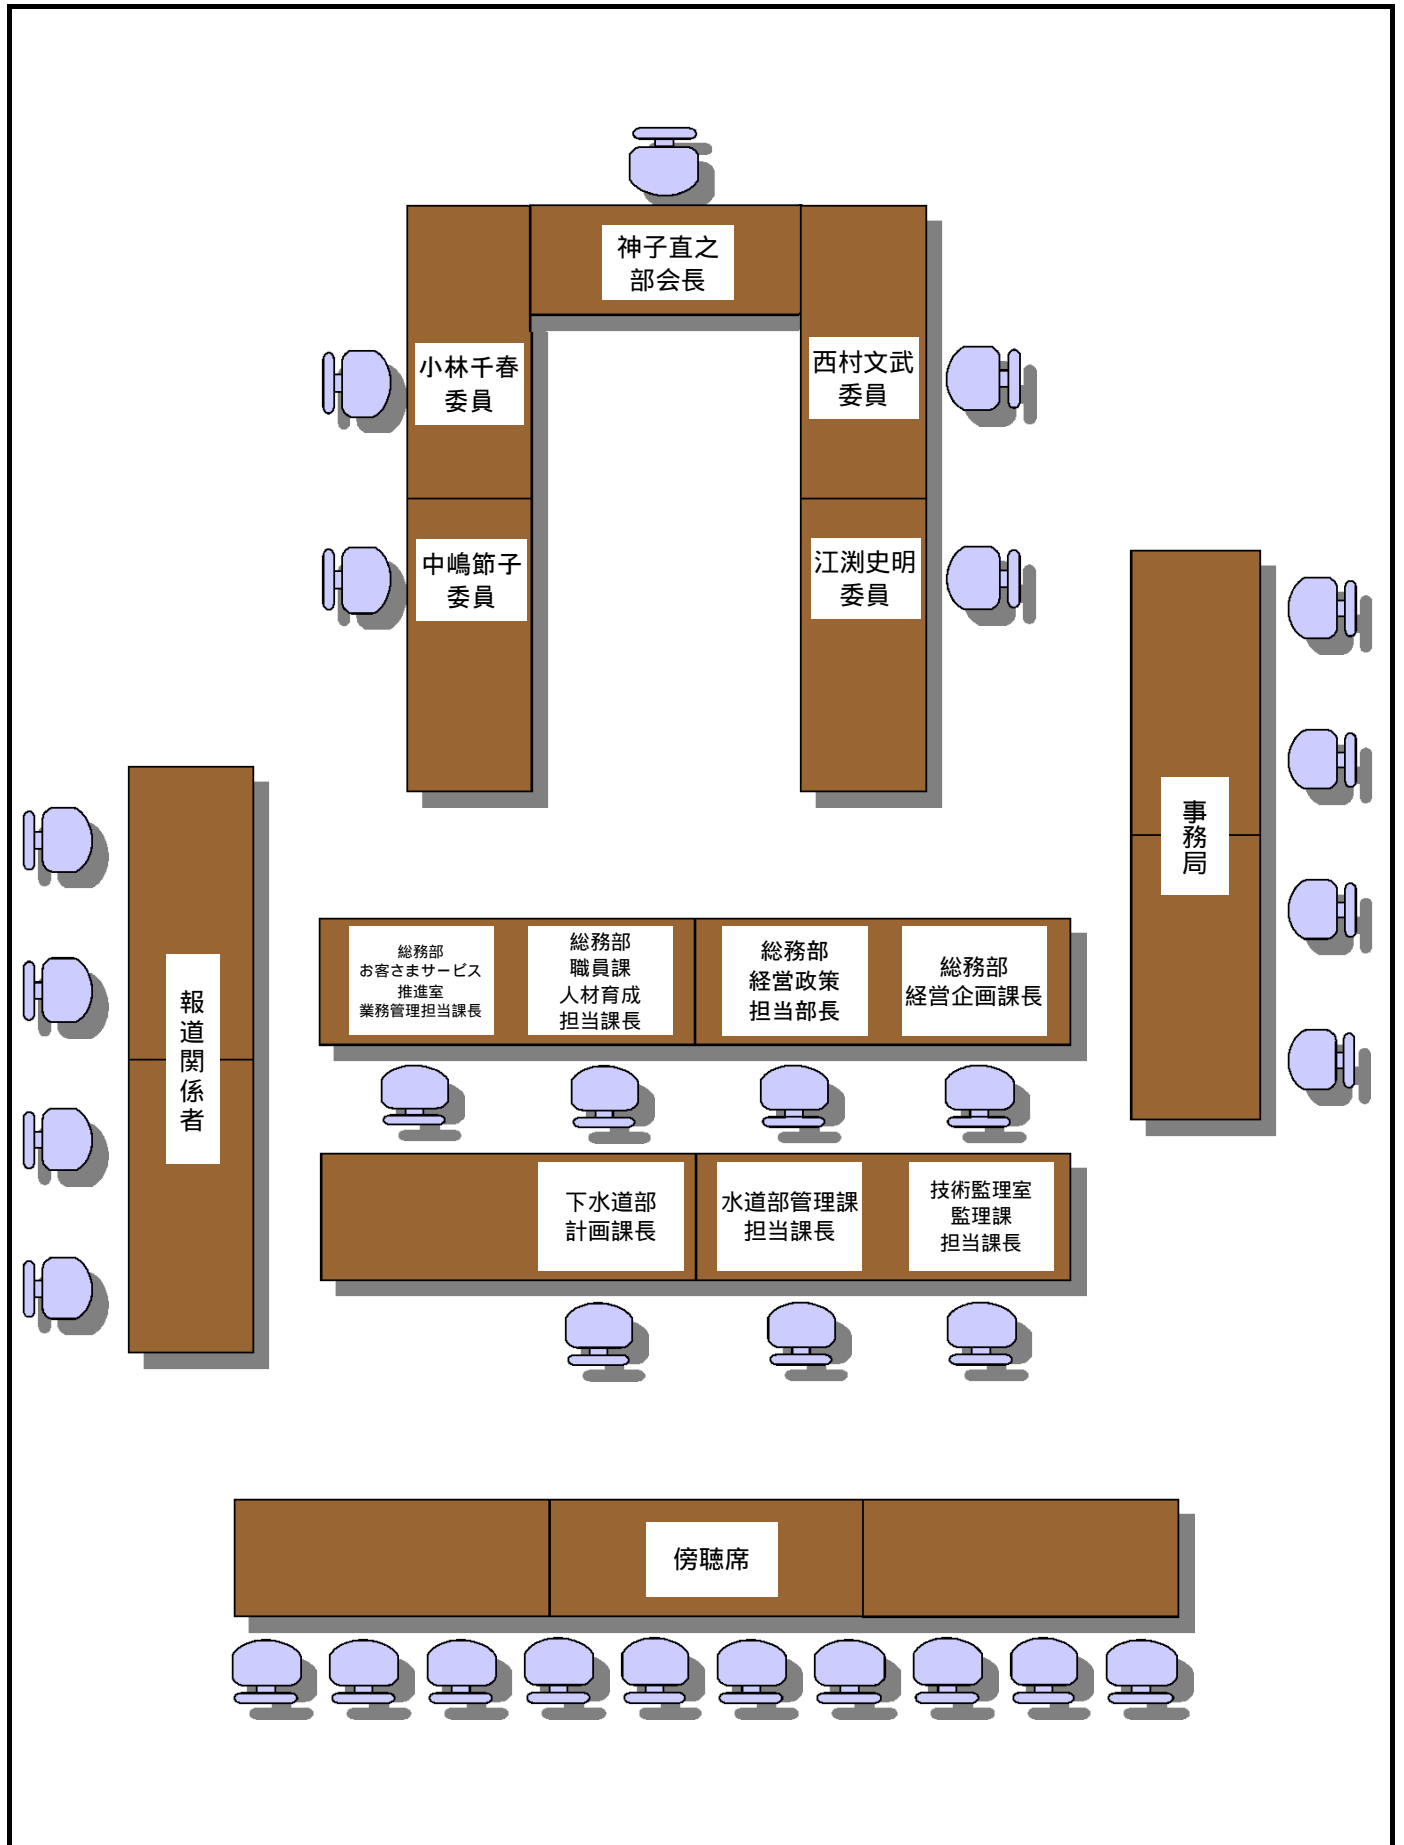 神子直之
部会長
小林千春
委員
西村文武
委員
中嶋節子
委員
江渕史明
委員
事務局
報道関係者
総務部
お客さまサービス
推進室
業務管理担当課長
総務部
職員課
人材育成
担当課長
総務部
経営政策
担当部長
総務部
経営企画課長
下水道部
計画課長
水道部管理課
担当課長
技術監理室
監理課
担当課長
傍聴席